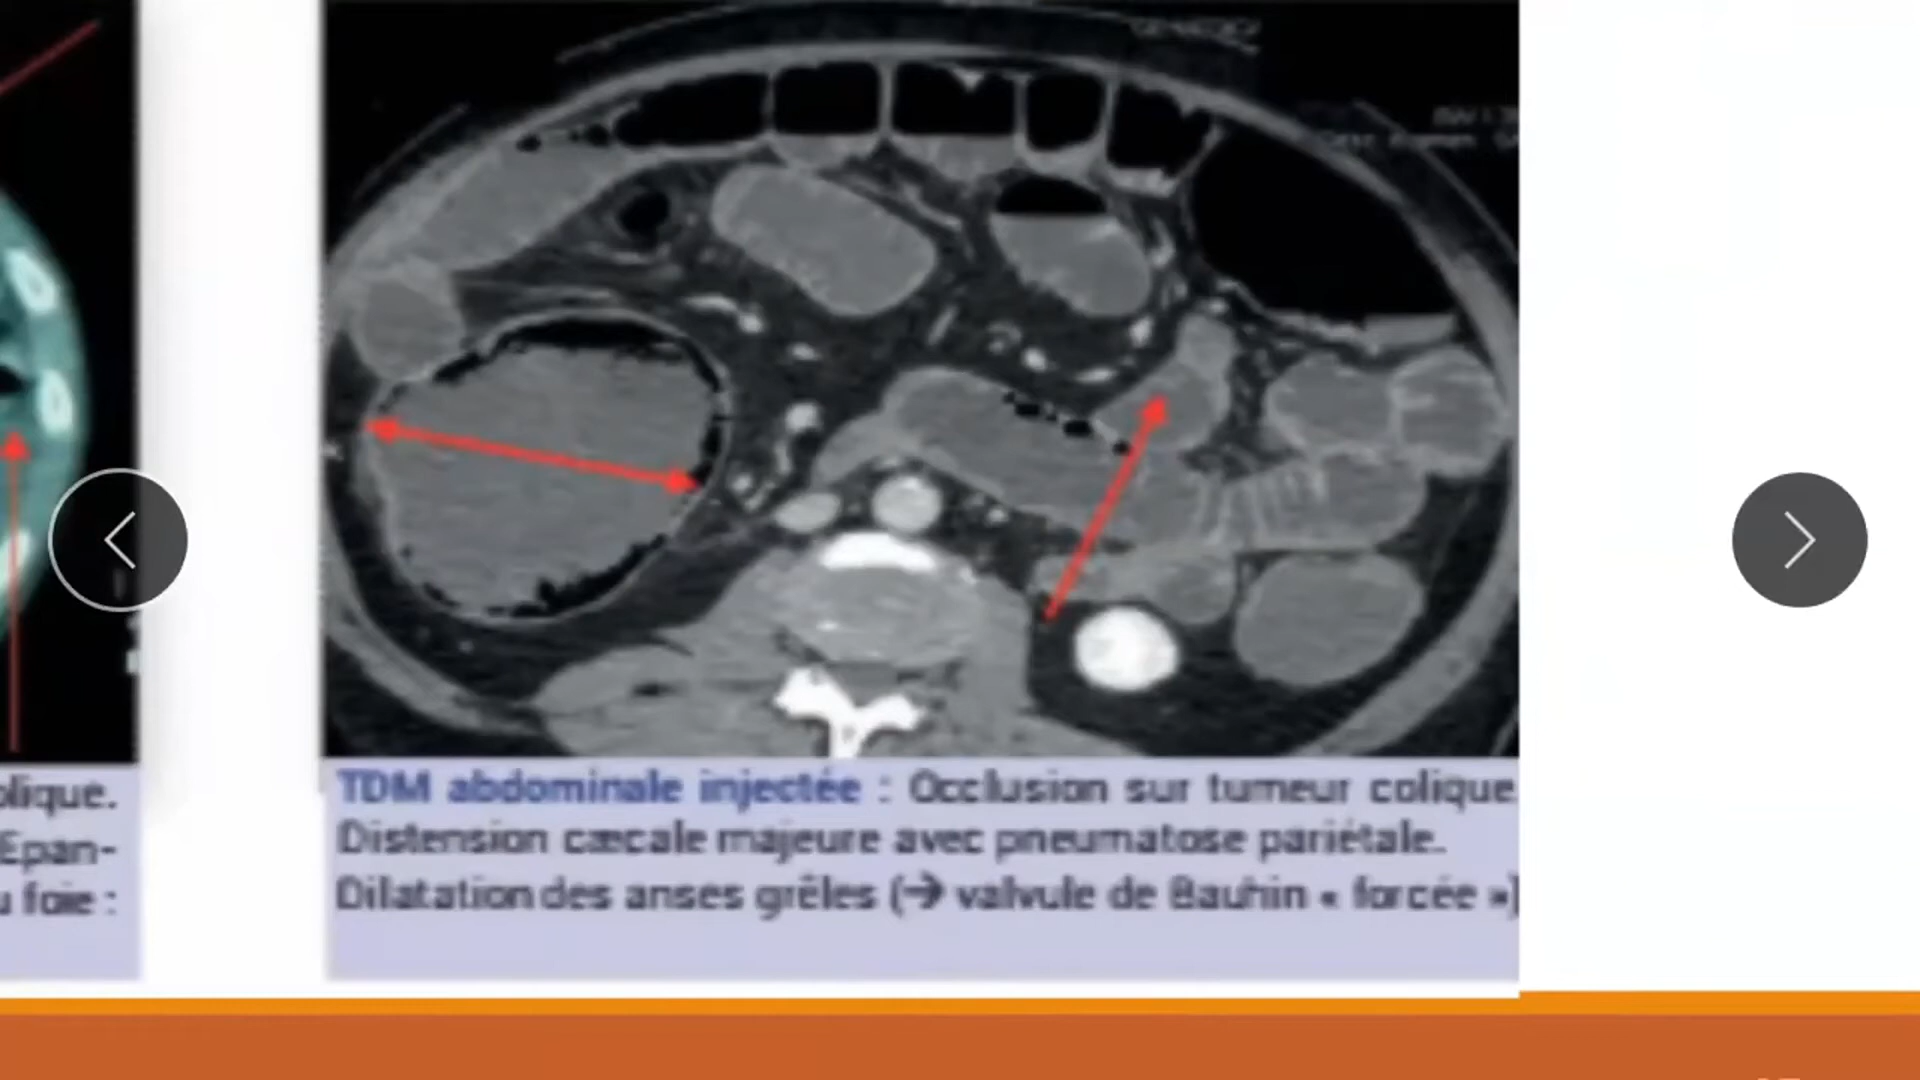 olique.
Epan-
u foie :
TDM abdominale injectée : Occlusion sur tumeur colique
Distension cæcale majeure avec pneumatose pariétale.
Dilatation des anses grêles (→ valvule de Bauhin « forcée »)